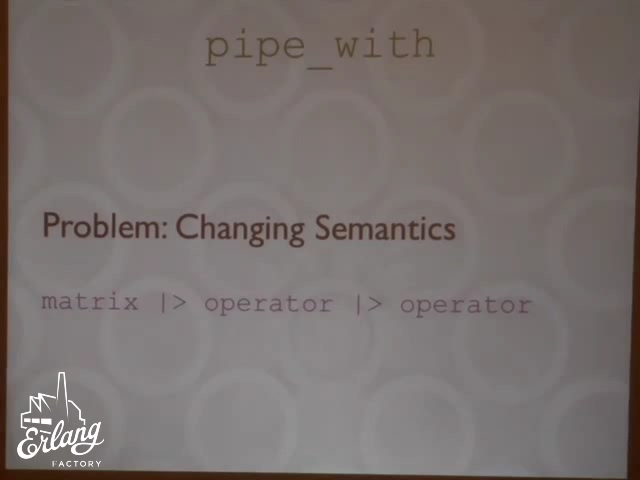 pipe_with
Problem: Changing Semantics
matrix |> operator |> operator
Erlang
FACTORY